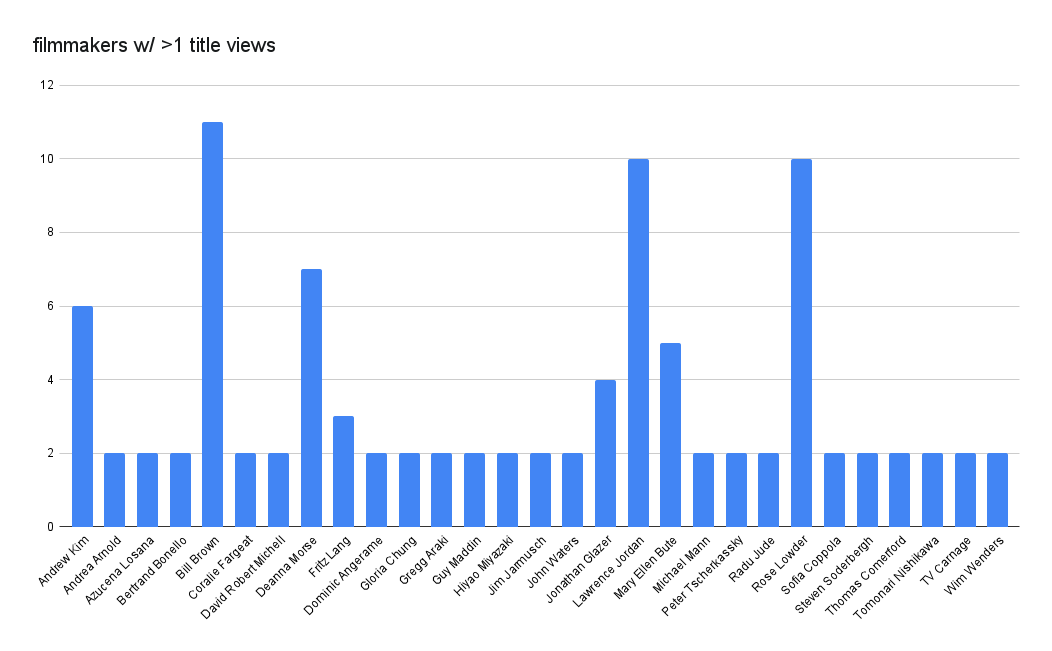 filmmakers w/ >1 title views
12
10
8
6
4
2
0
Andrew Kim
Andrea Arnold
Azucena Losana
Bertrand Bonello
Bill Brown
Coralie Fargeat
David Robert Michell
Deanna Morse
Fritz Lang
Dominic Angerame
Gloria Chung
Gregg Araki
Guy Maddin
Hiyao Miyazaki
Jim Jarmusch
John Waters
Jonathan Glazer
Lawrence Jordan
Mary Ellen Bute
Michael Mann
Peter Tscherkassky
Radu Jude
Rose Lowder
Sofia Coppola
Steven Soderbergh
Thomas Comerford
Tomonari Nishikawa
TV Carnage
Wim Wenders